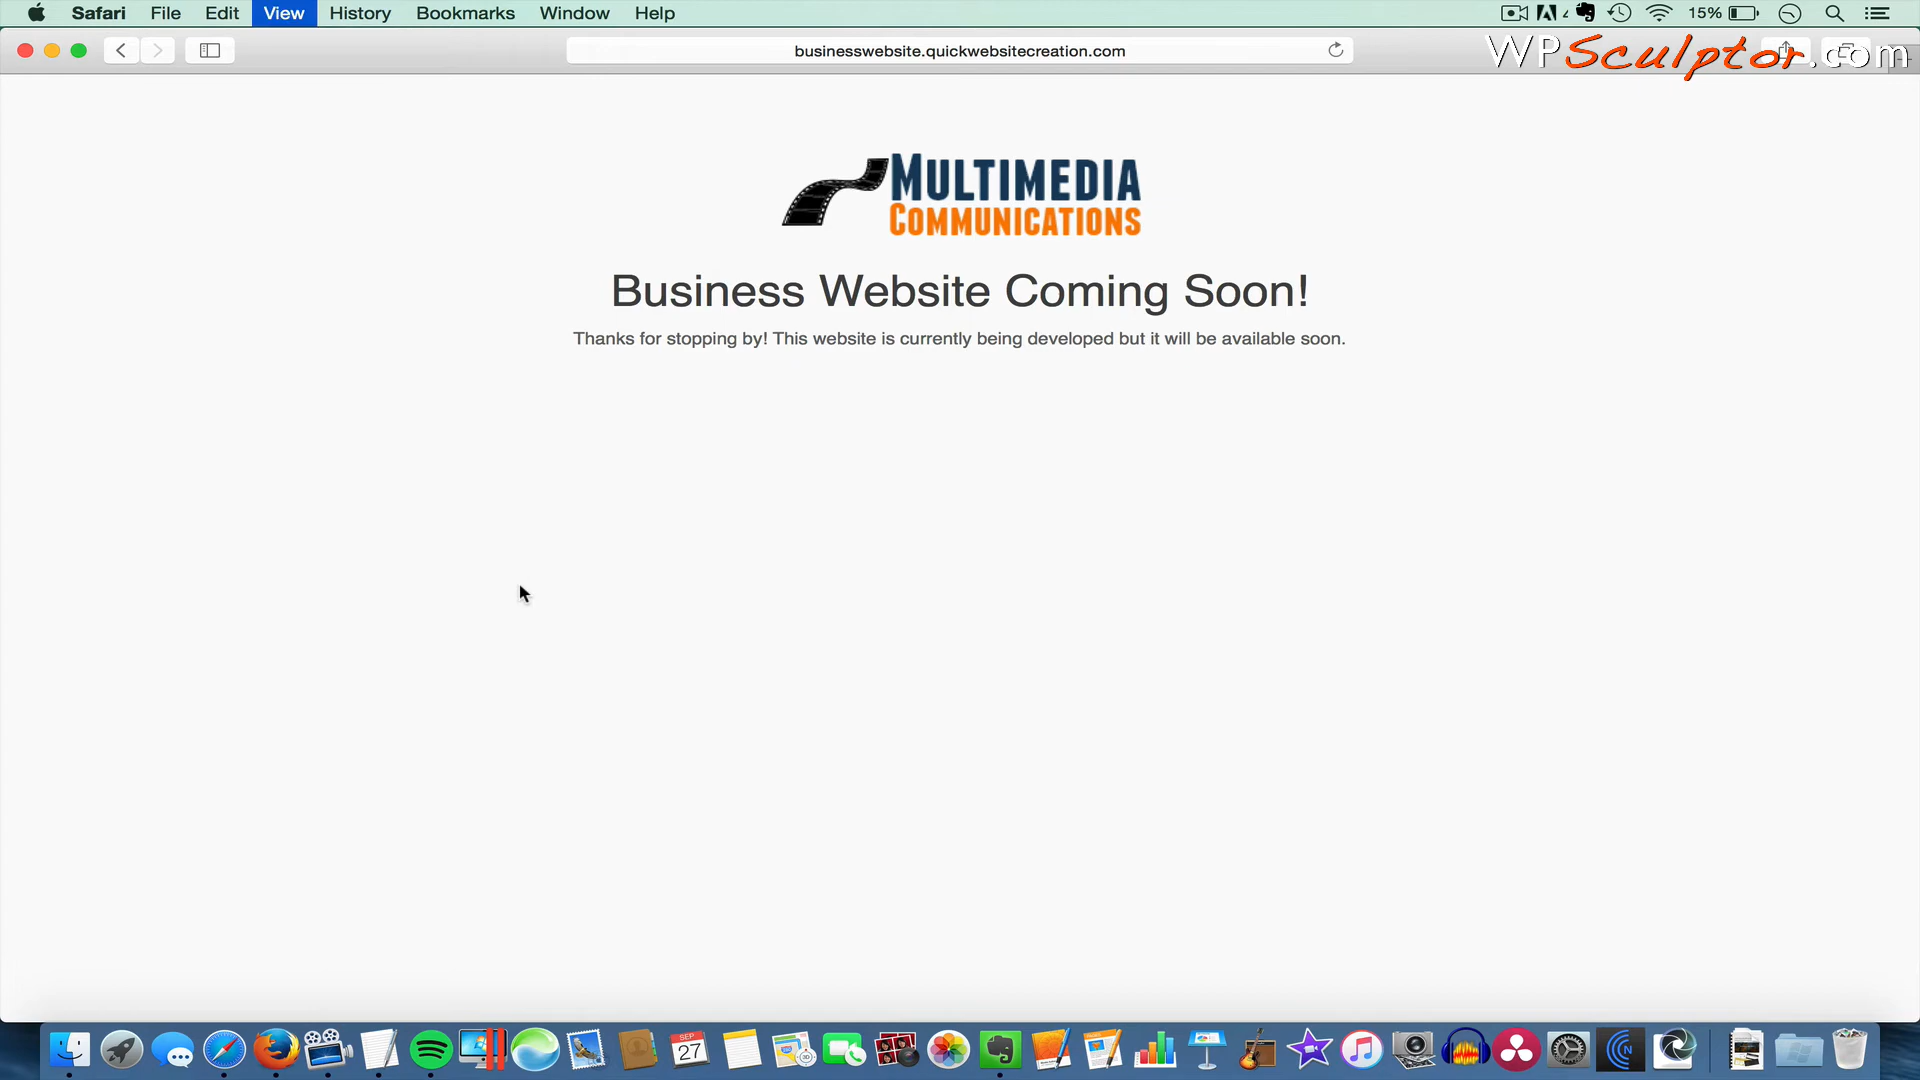 Safari File Edit View History Bookmarks Window Help 15%
businesswebsite.quickwebsitecreation.com
WPSculptor.com
MULTIMEDIA
COMMUNICATIONS
Business Website Coming Soon!
Thanks for stopping by! This website is currently being developed but it will be available soon.
SEP
27